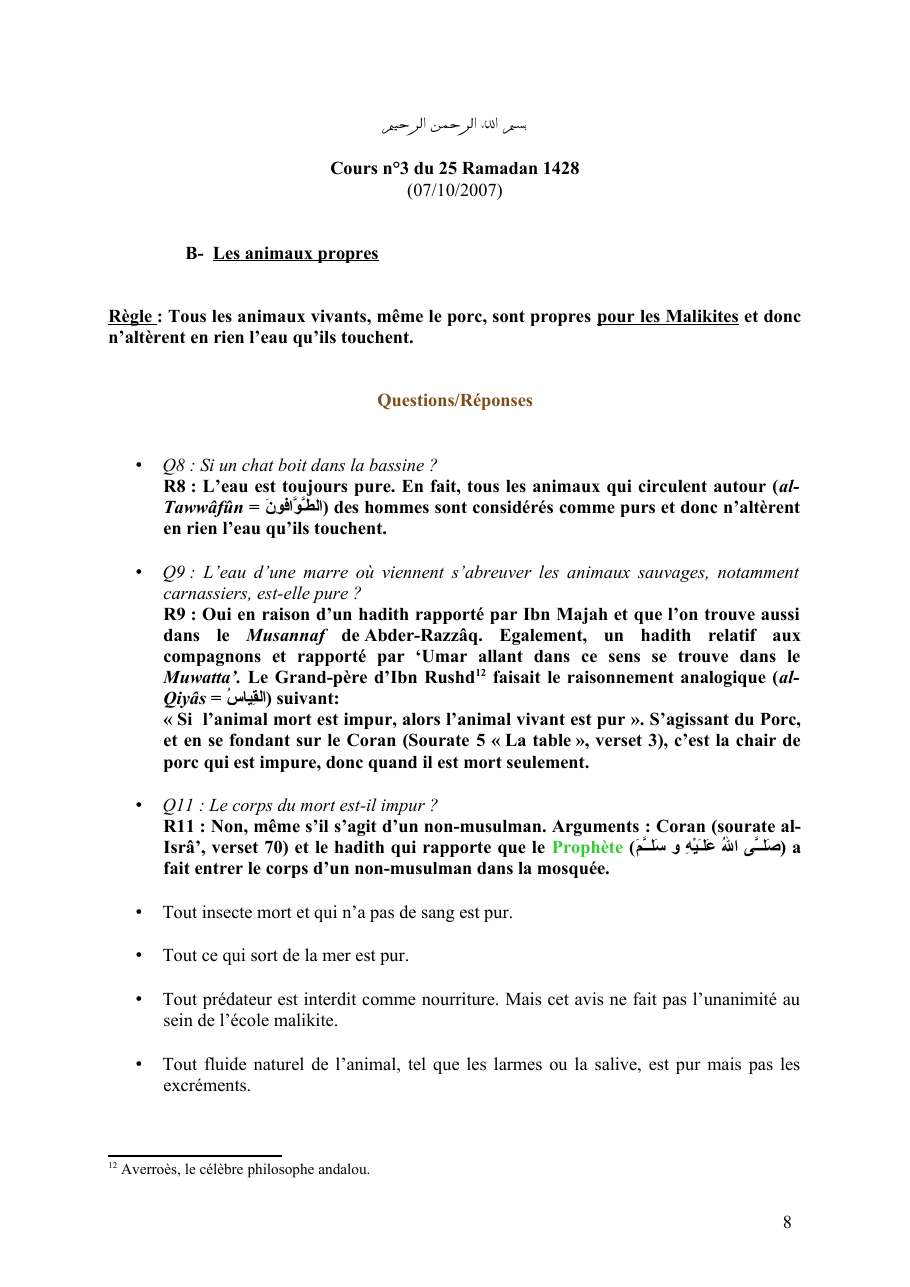 بسم الله الرحمن الرحيم
Cours n°3 du 25 Ramadan 1428
(07/10/2007)
B- Les animaux propres
Règle : Tous les animaux vivants, même le porc, sont propres pour les Malikites et donc
n’altèrent en rien l’eau qu’ils touchent.
Questions/Réponses
• Q8 : Si un chat boit dans la bassine ?
R8 : L’eau est toujours pure. En fait, tous les animaux qui circulent autour (al-
Tawwâfûn = الطَّـوَّافونَ) des hommes sont considérés comme purs et donc n’altèrent
en rien l’eau qu’ils touchent.
• Q9 : L’eau d’une marre où viennent s’abreuver les animaux sauvages, notamment
carnassiers, est-elle pure ?
R9 : Oui en raison d’un hadith rapporté par Ibn Majah et que l’on trouve aussi
dans le Musannaf de Abder-Razzâq. Egalement, un hadith relatif aux
compagnons et rapporté par ‘Umar allant dans ce sens se trouve dans le
Muwatta’. Le Grand-père d’Ibn Rushd12 faisait le raisonnement analogique (al-
Qiyâs = القِياسُ) suivant:
« Si l’animal mort est impur, alors l’animal vivant est pur ». S’agissant du Porc,
et en se fondant sur le Coran (Sourate 5 « La table », verset 3), c’est la chair de
porc qui est impure, donc quand il est mort seulement.
• Q11 : Le corps du mort est-il impur ?
R11 : Non, même s’il s’agit d’un non-musulman. Arguments : Coran (sourate al-
Isrâ’, verset 70) et le hadith qui rapporte que le Prophète (صَلَّـى اللهُ عَلَـيْـهِ و سَلَّـمَ) a
fait entrer le corps d’un non-musulman dans la mosquée.
• Tout insecte mort et qui n’a pas de sang est pur.
• Tout ce qui sort de la mer est pur.
• Tout prédateur est interdit comme nourriture. Mais cet avis ne fait pas l’unanimité au
sein de l’école malikite.
• Tout fluide naturel de l’animal, tel que les larmes ou la salive, est pur mais pas les
excréments.
12 Averroès, le célèbre philosophe andalou.
8